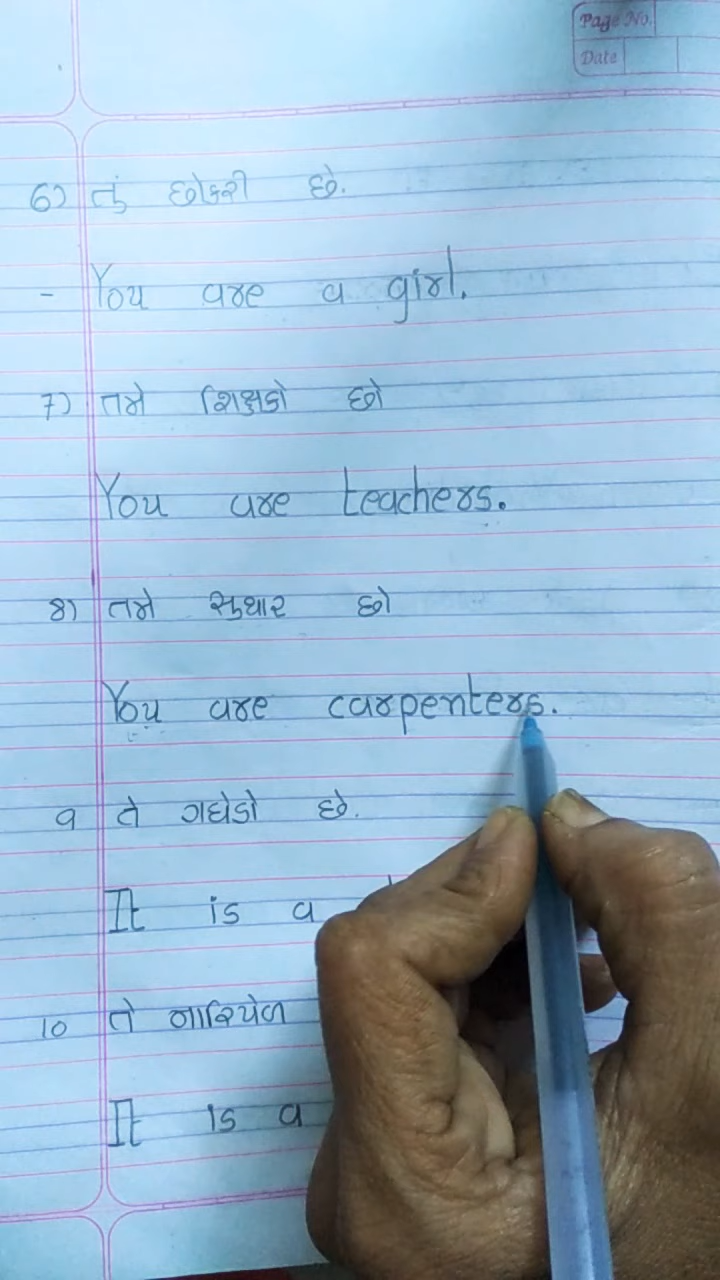 Page No.
Date
6) તું છોકરી છે.
- You are a girl.
7) તમે શિક્ષકો છો
You are teachers.
8) તમે સુથાર છો
You are carpenters.
9 તે ગધેડો છે.
It is a
10 તે નારિયેળ
It is a